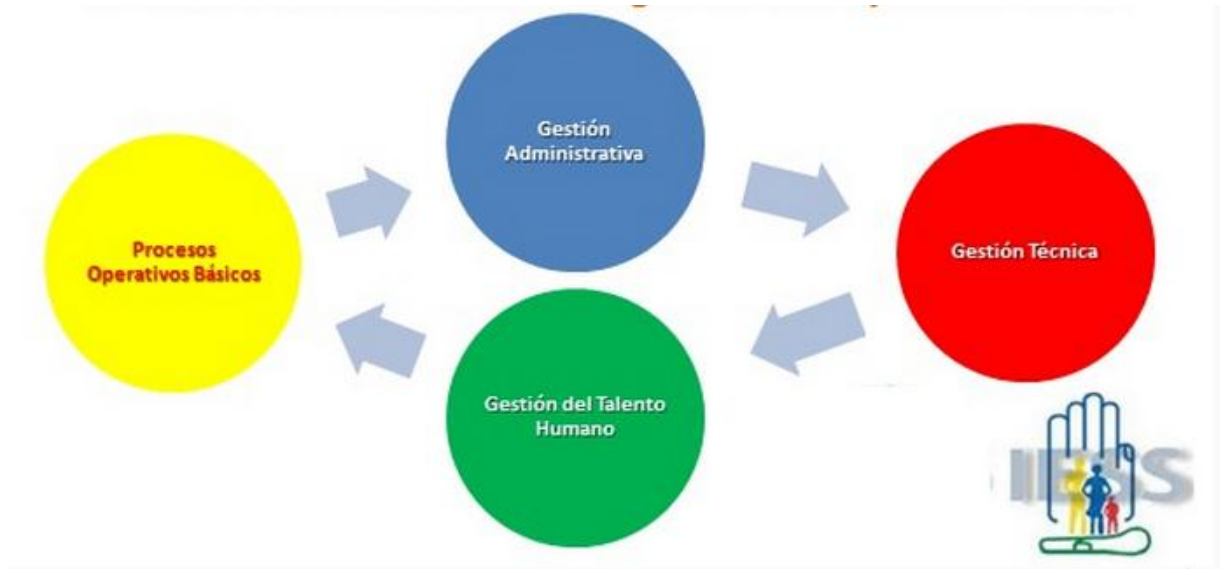 Gestión
Administrativa
Procesos
Operativos Básicos
Gestión Técnica
Gestión del Talento
Humano
IESS